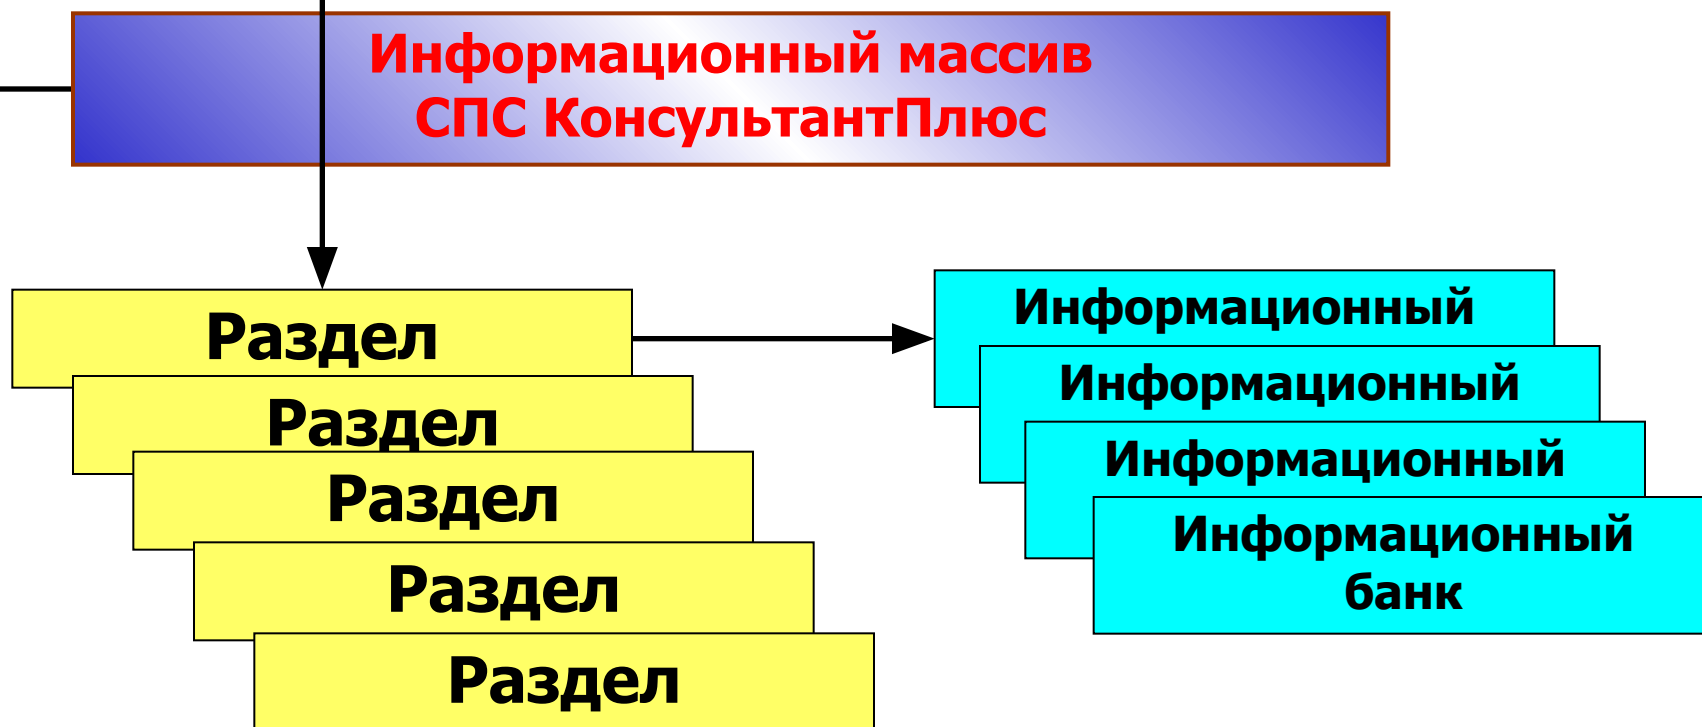 Информационный массив
СПС КонсультантПлюс
Раздел
Раздел
Раздел
Раздел
Раздел
Информационный
Информационный
Информационный
Информационный
банк